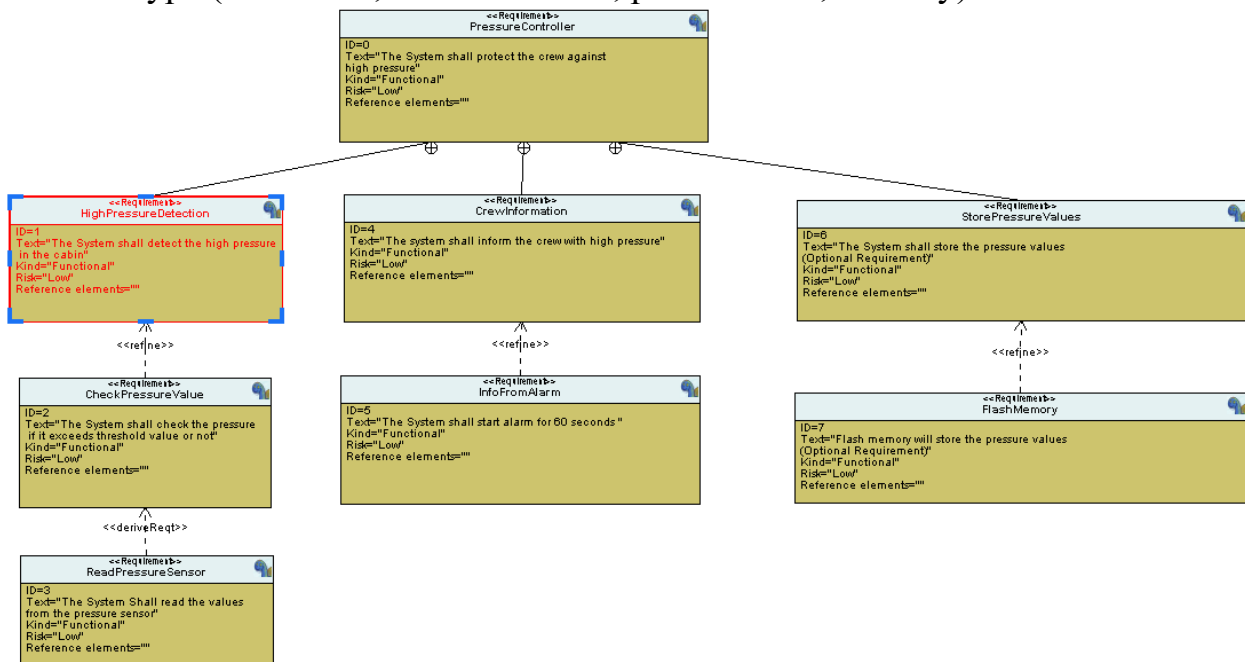 <<Requirement>>
PressureController
ID=0
Text="The System shall protect the crew against
high pressure"
Kind="Functional"
Risk="Low"
Reference elements=""
<<Requirement>>
HighPressureDetection
ID=1
Text="The System shall detect the high pressure
in the cabin"
Kind="Functional"
Risk="Low"
Reference elements=""
<<Requirement>>
CrewInformation
ID=4
Text="The system shall inform the crew with high pressure"
Kind="Functional"
Risk="Low"
Reference elements=""
<<Requirement>>
StorePressureValues
ID=6
Text="The System shall store the pressure values
(Optional Requirement)"
Kind="Functional"
Risk="Low"
Reference elements=""
<<refine>>
<<refine>>
<<refine>>
<<Requirement>>
CheckPressureValue
ID=2
Text="The System shall check the pressure
if it exceeds threshold value or not"
Kind="Functional"
Risk="Low"
Reference elements=""
<<Requirement>>
InfoFromAlarm
ID=5
Text="The System shall start alarm for 60 seconds "
Kind="Functional"
Risk="Low"
Reference elements=""
<<Requirement>>
FlashMemory
ID=7
Text="Flash memory will store the pressure values
(Optional Requirement)"
Kind="Functional"
Risk="Low"
Reference elements=""
<<deriveReqt>>
<<Requirement>>
ReadPressureSensor
ID=3
Text="The System Shall read the values
from the pressure sensor"
Kind="Functional"
Risk="Low"
Reference elements=""